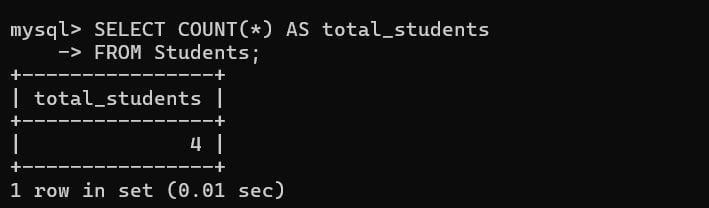 mysql> SELECT COUNT(*) AS total_students
    -> FROM Students;
+----------------+
| total_students |
+----------------+
|              4 |
+----------------+
1 row in set (0.01 sec)